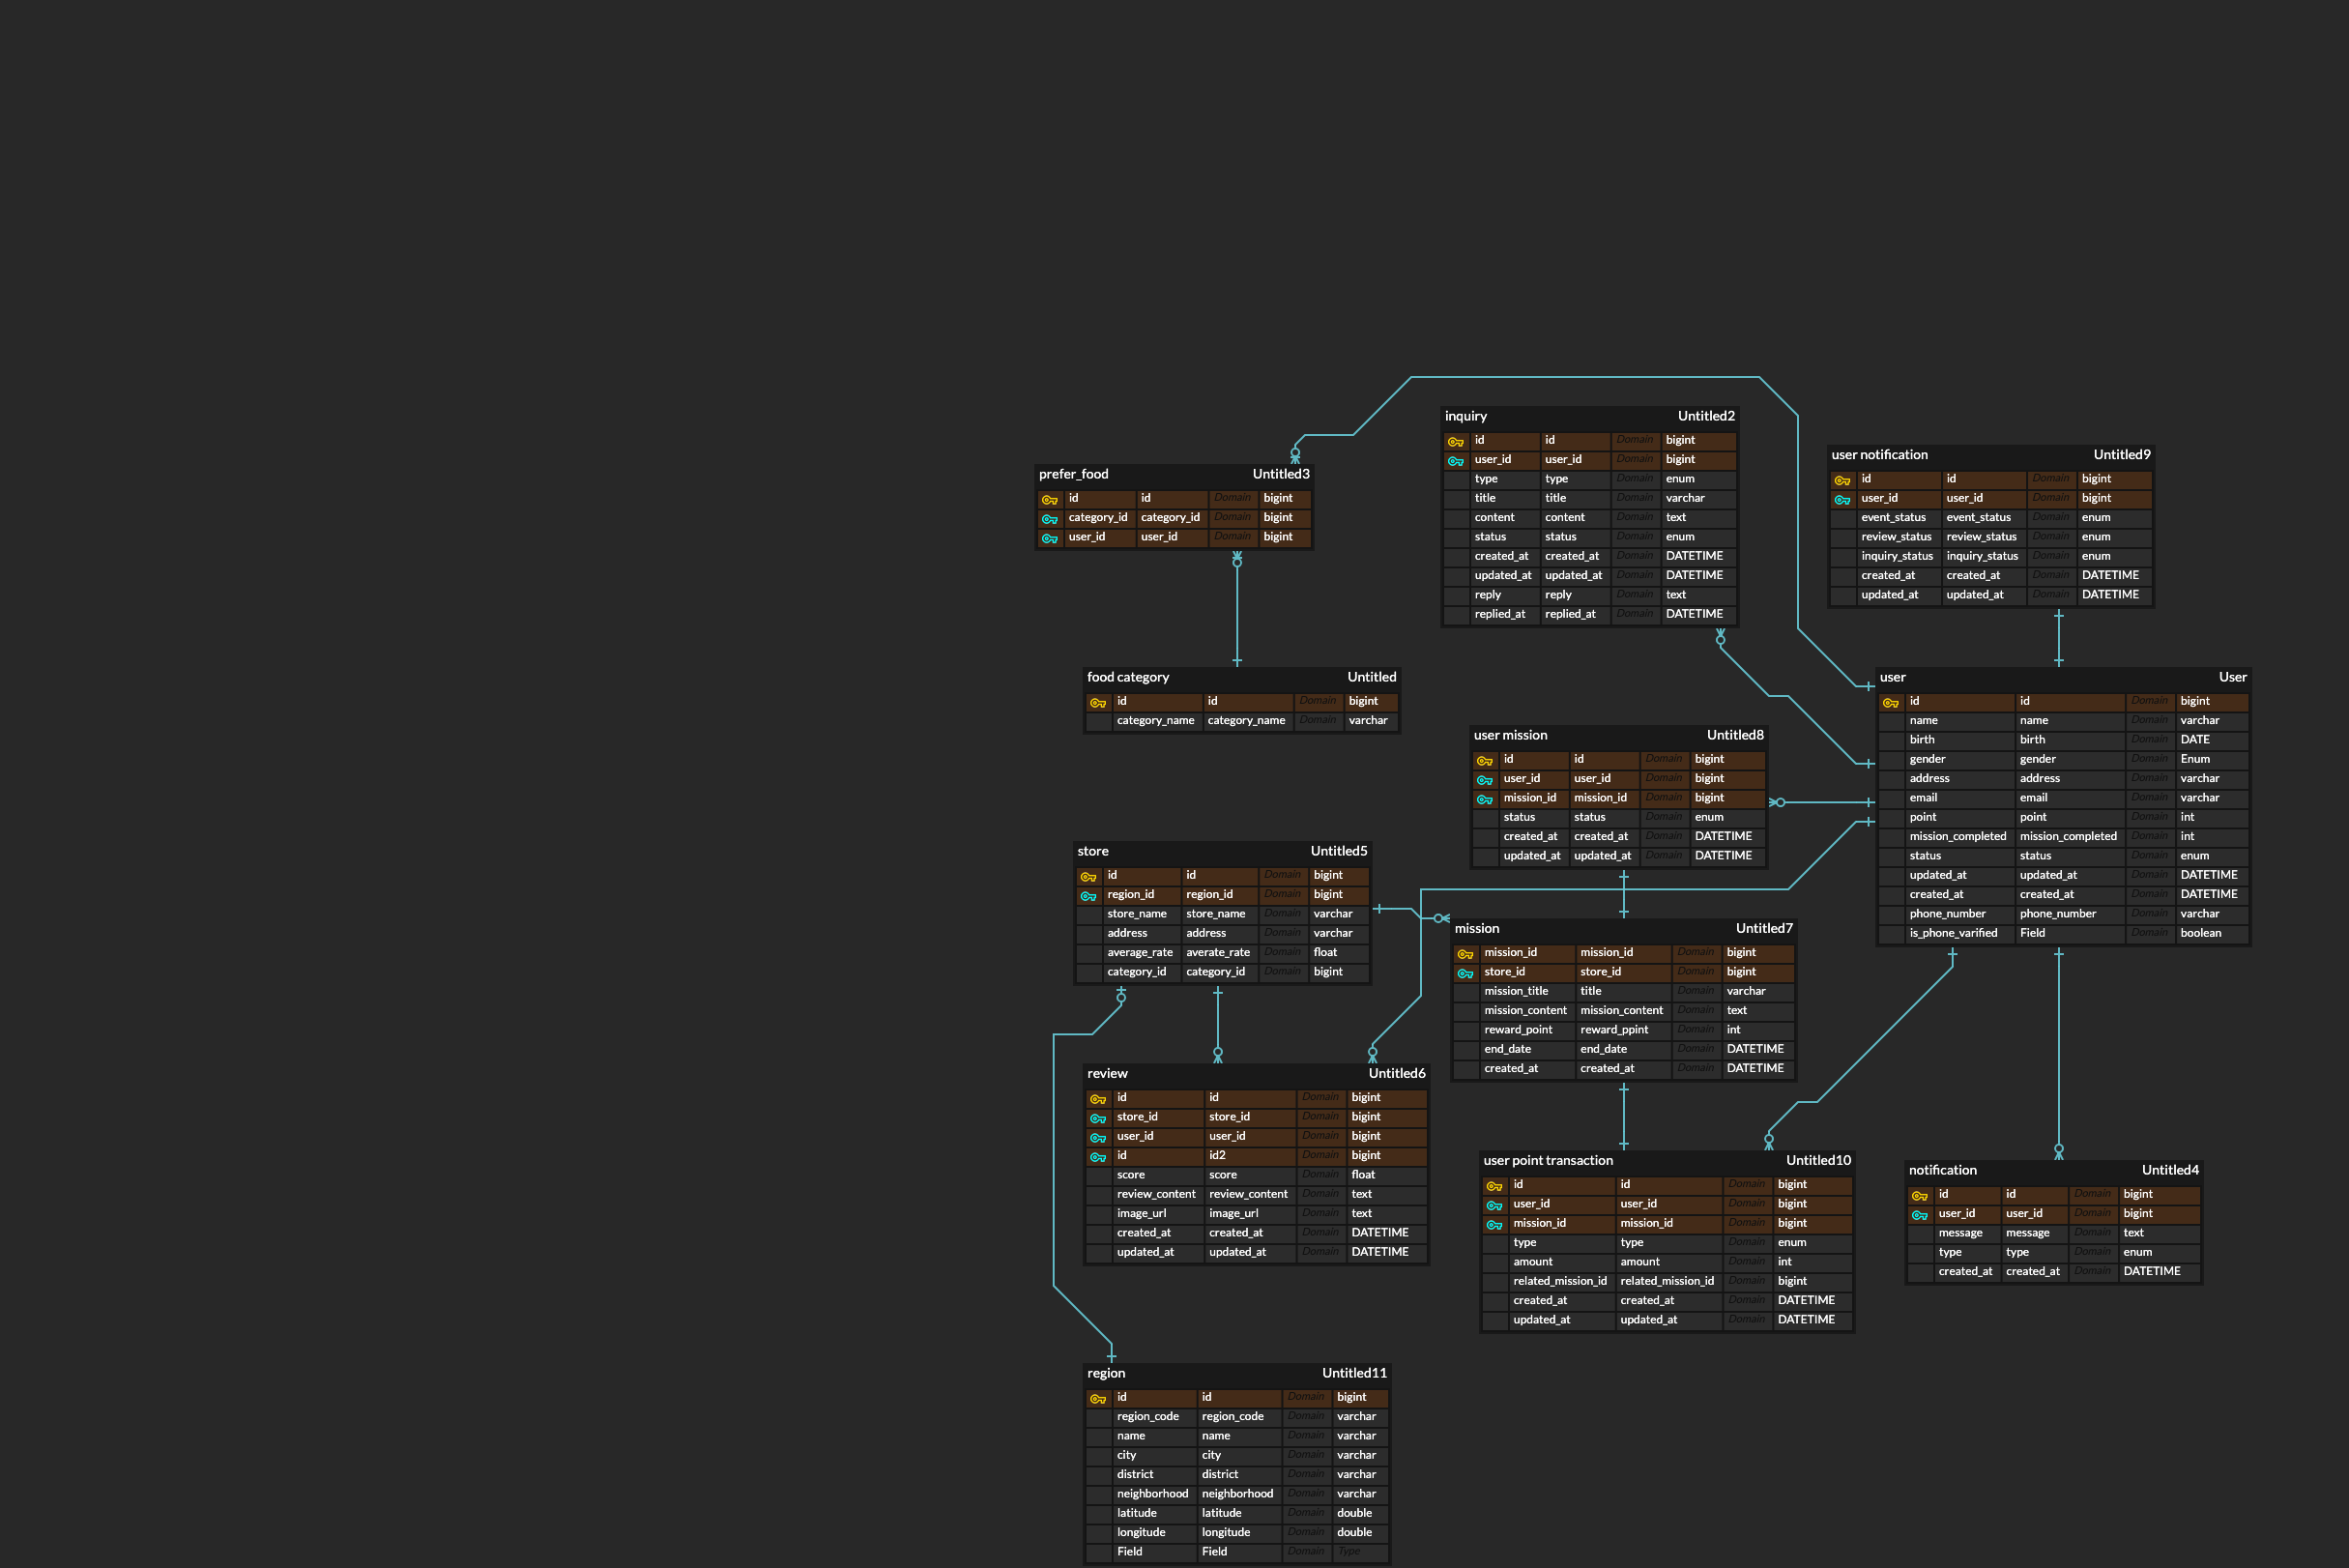 inquiry Untitled2
id id Domain bigint
user_id user_id Domain bigint
type type Domain enum
title title Domain varchar
content content Domain text
status status Domain enum
created_at created_at Domain DATETIME
updated_at updated_at Domain DATETIME
reply reply Domain text
replied_at replied_at Domain DATETIME
user notification Untitled9
id id Domain bigint
user_id user_id Domain bigint
event_status event_status Domain enum
review_status review_status Domain enum
inquiry_status inquiry_status Domain enum
created_at created_at Domain DATETIME
updated_at updated_at Domain DATETIME
prefer_food Untitled3
id id Domain bigint
category_id category_id Domain bigint
user_id user_id Domain bigint
food category Untitled
id id Domain bigint
category_name category_name Domain varchar
user User
id id Domain bigint
name name Domain varchar
birth birth Domain DATE
gender gender Domain Enum
address address Domain varchar
email email Domain varchar
point point Domain int
mission_completed mission_completed Domain int
status status Domain enum
updated_at updated_at Domain DATETIME
created_at created_at Domain DATETIME
phone_number phone_number Domain varchar
is_phone_varified Field Domain boolean
user mission Untitled8
id id Domain bigint
user_id user_id Domain bigint
mission_id mission_id Domain bigint
status status Domain enum
created_at created_at Domain DATETIME
updated_at updated_at Domain DATETIME
store Untitled5
id id Domain bigint
region_id region_id Domain bigint
store_name store_name Domain varchar
address address Domain varchar
average_rate averate_rate Domain float
category_id category_id Domain bigint
mission Untitled7
mission_id mission_id Domain bigint
store_id store_id Domain bigint
mission_title title Domain varchar
mission_content mission_content Domain text
reward_point reward_ppint Domain int
end_date end_date Domain DATETIME
created_at created_at Domain DATETIME
review Untitled6
id id Domain bigint
store_id store_id Domain bigint
user_id user_id Domain bigint
id id2 Domain bigint
score score Domain float
review_content review_content Domain text
image_url image_url Domain text
created_at created_at Domain DATETIME
updated_at updated_at Domain DATETIME
user point transaction Untitled10
id id Domain bigint
user_id user_id Domain bigint
mission_id mission_id Domain bigint
type type Domain enum
amount amount Domain int
related_mission_id related_mission_id Domain bigint
created_at created_at Domain DATETIME
updated_at updated_at Domain DATETIME
notification Untitled4
id id Domain bigint
user_id user_id Domain bigint
message message Domain text
type type Domain enum
created_at created_at Domain DATETIME
region Untitled11
id id Domain bigint
region_code region_code Domain varchar
name name Domain varchar
city city Domain varchar
district district Domain varchar
neighborhood neighborhood Domain varchar
latitude latitude Domain double
longitude longitude Domain double
Field Field Domain Type